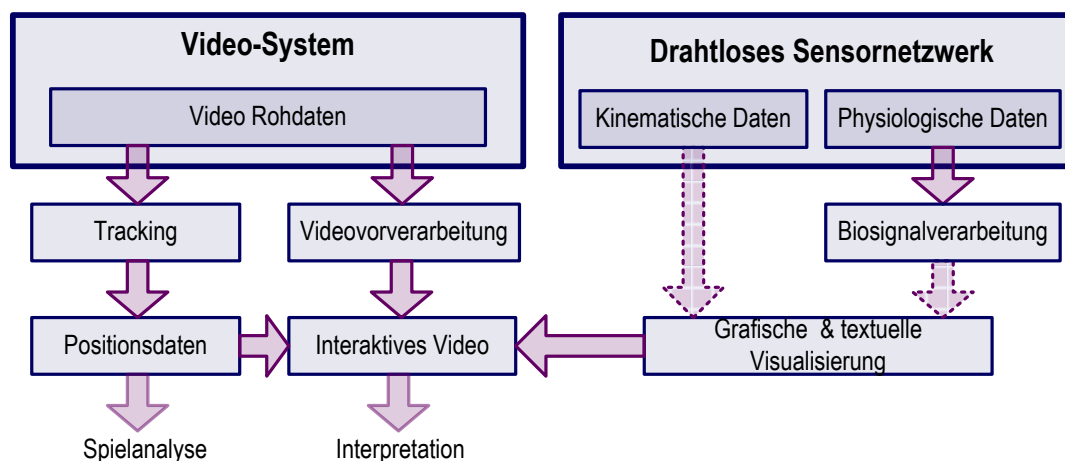 Video-System
Drahtloses Sensornetzwerk
Video Rohdaten
Kinematische Daten
Physiologische Daten
Tracking
Videovorverarbeitung
Biosignalverarbeitung
Positionsdaten
Interaktives Video
Grafische & textuelle
Visualisierung
Spielanalyse
Interpretation